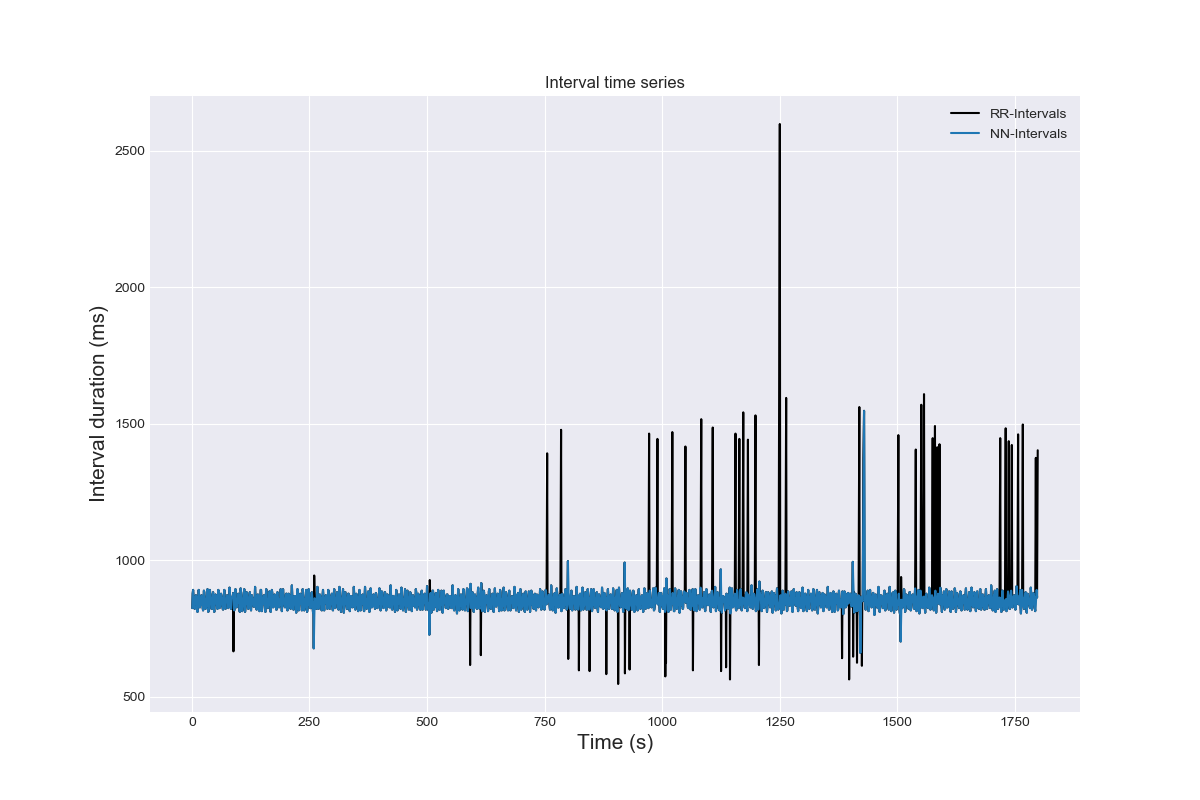 Interval time series
RR-Intervals
NN-Intervals
2500
2000
1500
1000
500
Interval duration (ms)
0 250 500 750 1000 1250 1500 1750
Time (s)